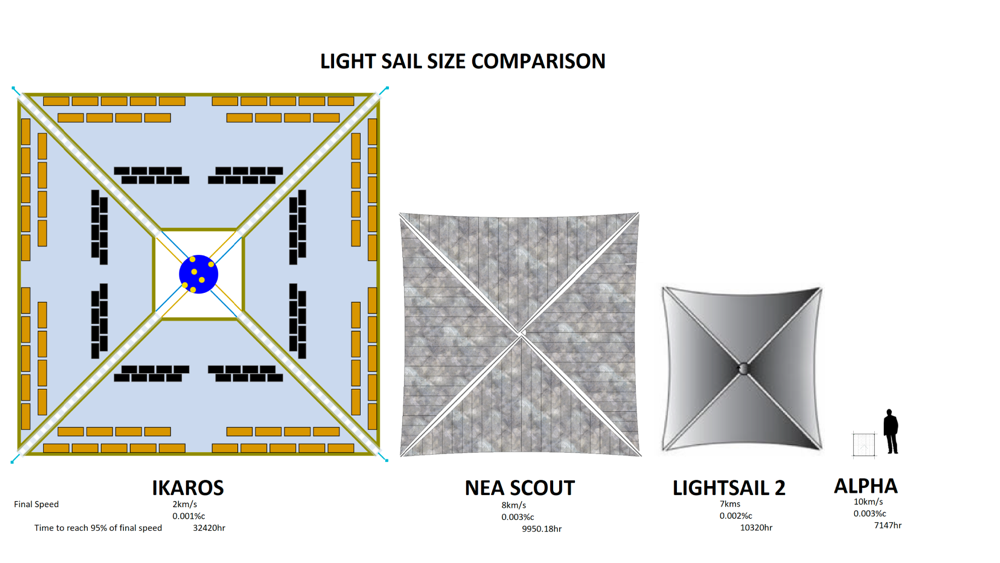 LIGHT SAIL SIZE COMPARISON
IKAROS NEA SCOUT LIGHTSAIL 2 ALPHA
Final Speed 2km/s 8km/s 7kms 10km/s
0.001%c 0.003%c 0.002%c 0.003%c
Time to reach 95% of final speed 32420hr 9950.18hr 10320hr 7147hr